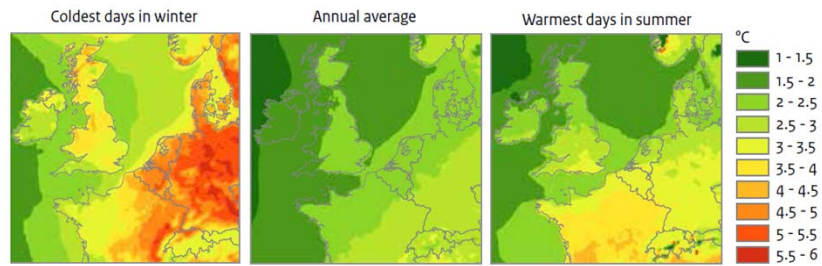 Coldest days in winter
Annual average
Warmest days in summer
°C
1 - 1.5
1.5 - 2
2 - 2.5
2.5 - 3
3 - 3.5
3.5 - 4
4 - 4.5
4.5 - 5
5 - 5.5
5.5 - 6